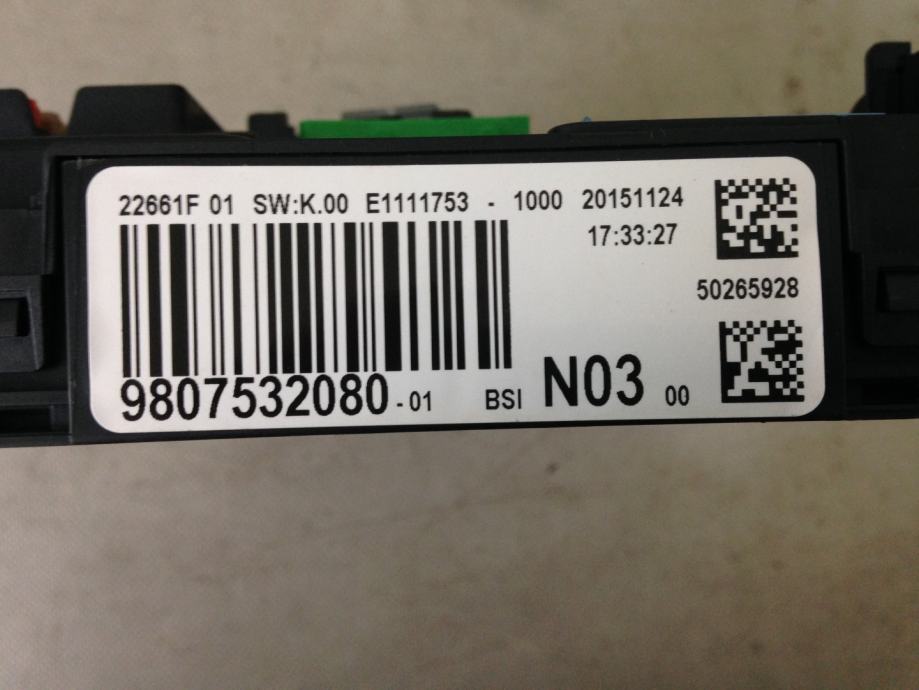 22661F 01 SW:K.00 E1111753 - 1000 20151124
17:33:27
50265928
9807532080 - 01 BSI N03 00